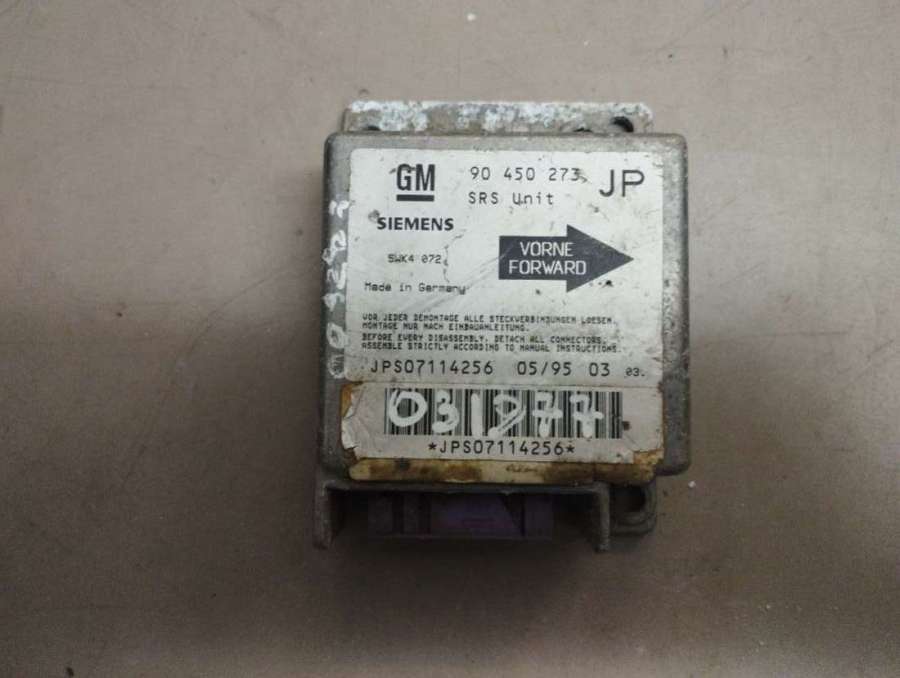 GM 90 450 273 JP
SRS Unit
SIEMENS
5WK4 072
VORNE
FORWARD
Made in Germany
VOR JEDER DEMONTAGE ALLE STECKVERBINDUNGEN LOESEN.
MONTAGE NUR NACH EINBAUANLEITUNG.
BEFORE EVERY DISASSEMBLY, DETACH ALL CONNECTORS.
ASSEMBLE STRICTLY ACCORDING TO MANUAL INSTRUCTIONS.
JPS07114256 05/95 03 03.
031277
*JPS07114256*